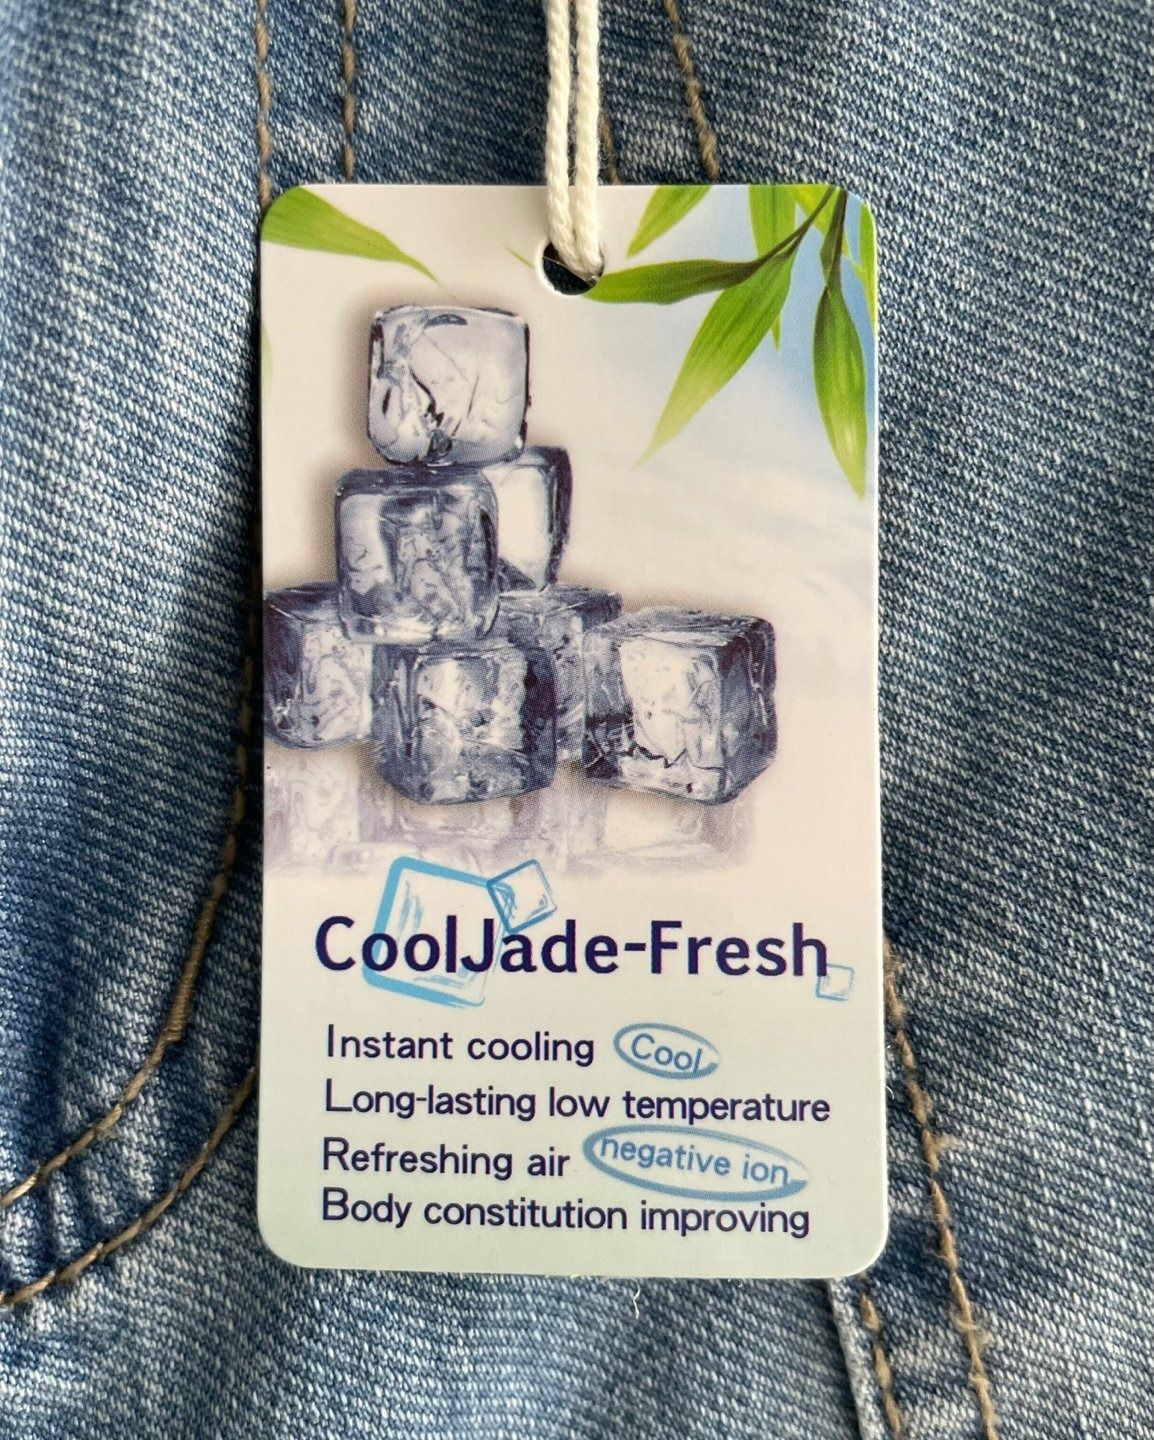 CoolJade-Fresh
Instant cooling Cool
Long-lasting low temperature
Refreshing air negative ion
Body constitution improving